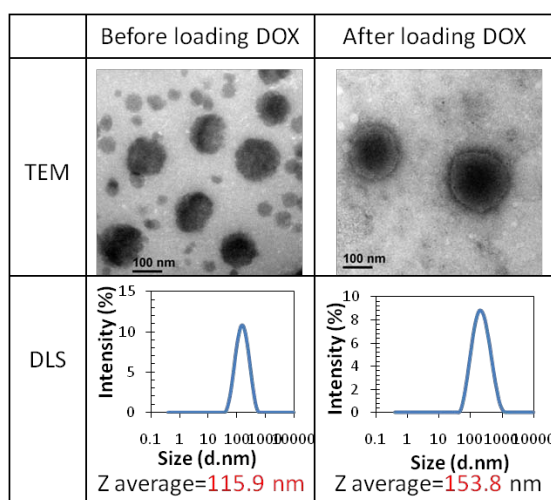 Before loading DOX
After loading DOX
TEM
100 nm
100 nm
DLS
Intensity (%)
15
10
5
0
0.1 1 10 100 1000 10000
Size (d.nm)
Z average=115.9 nm
Intensity (%)
10
8
6
4
2
0
0.1 1 10 100 1000 10000
Size (d.nm)
Z average=153.8 nm